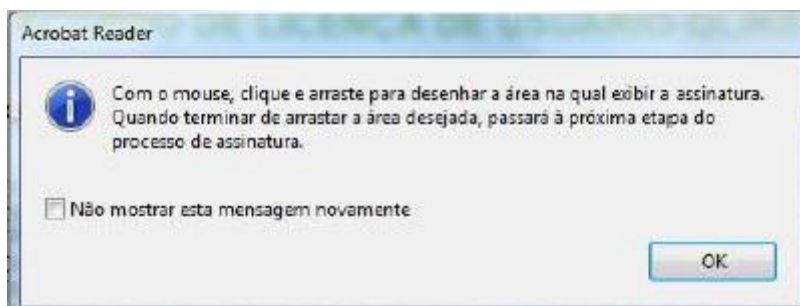 Acrobat Reader
Com o mouse, clique e arraste para desenhar a área na qual exibir a assinatura.
Quando terminar de arrastar a área desejada, passará à próxima etapa do
processo de assinatura.
Não mostrar esta mensagem novamente
OK